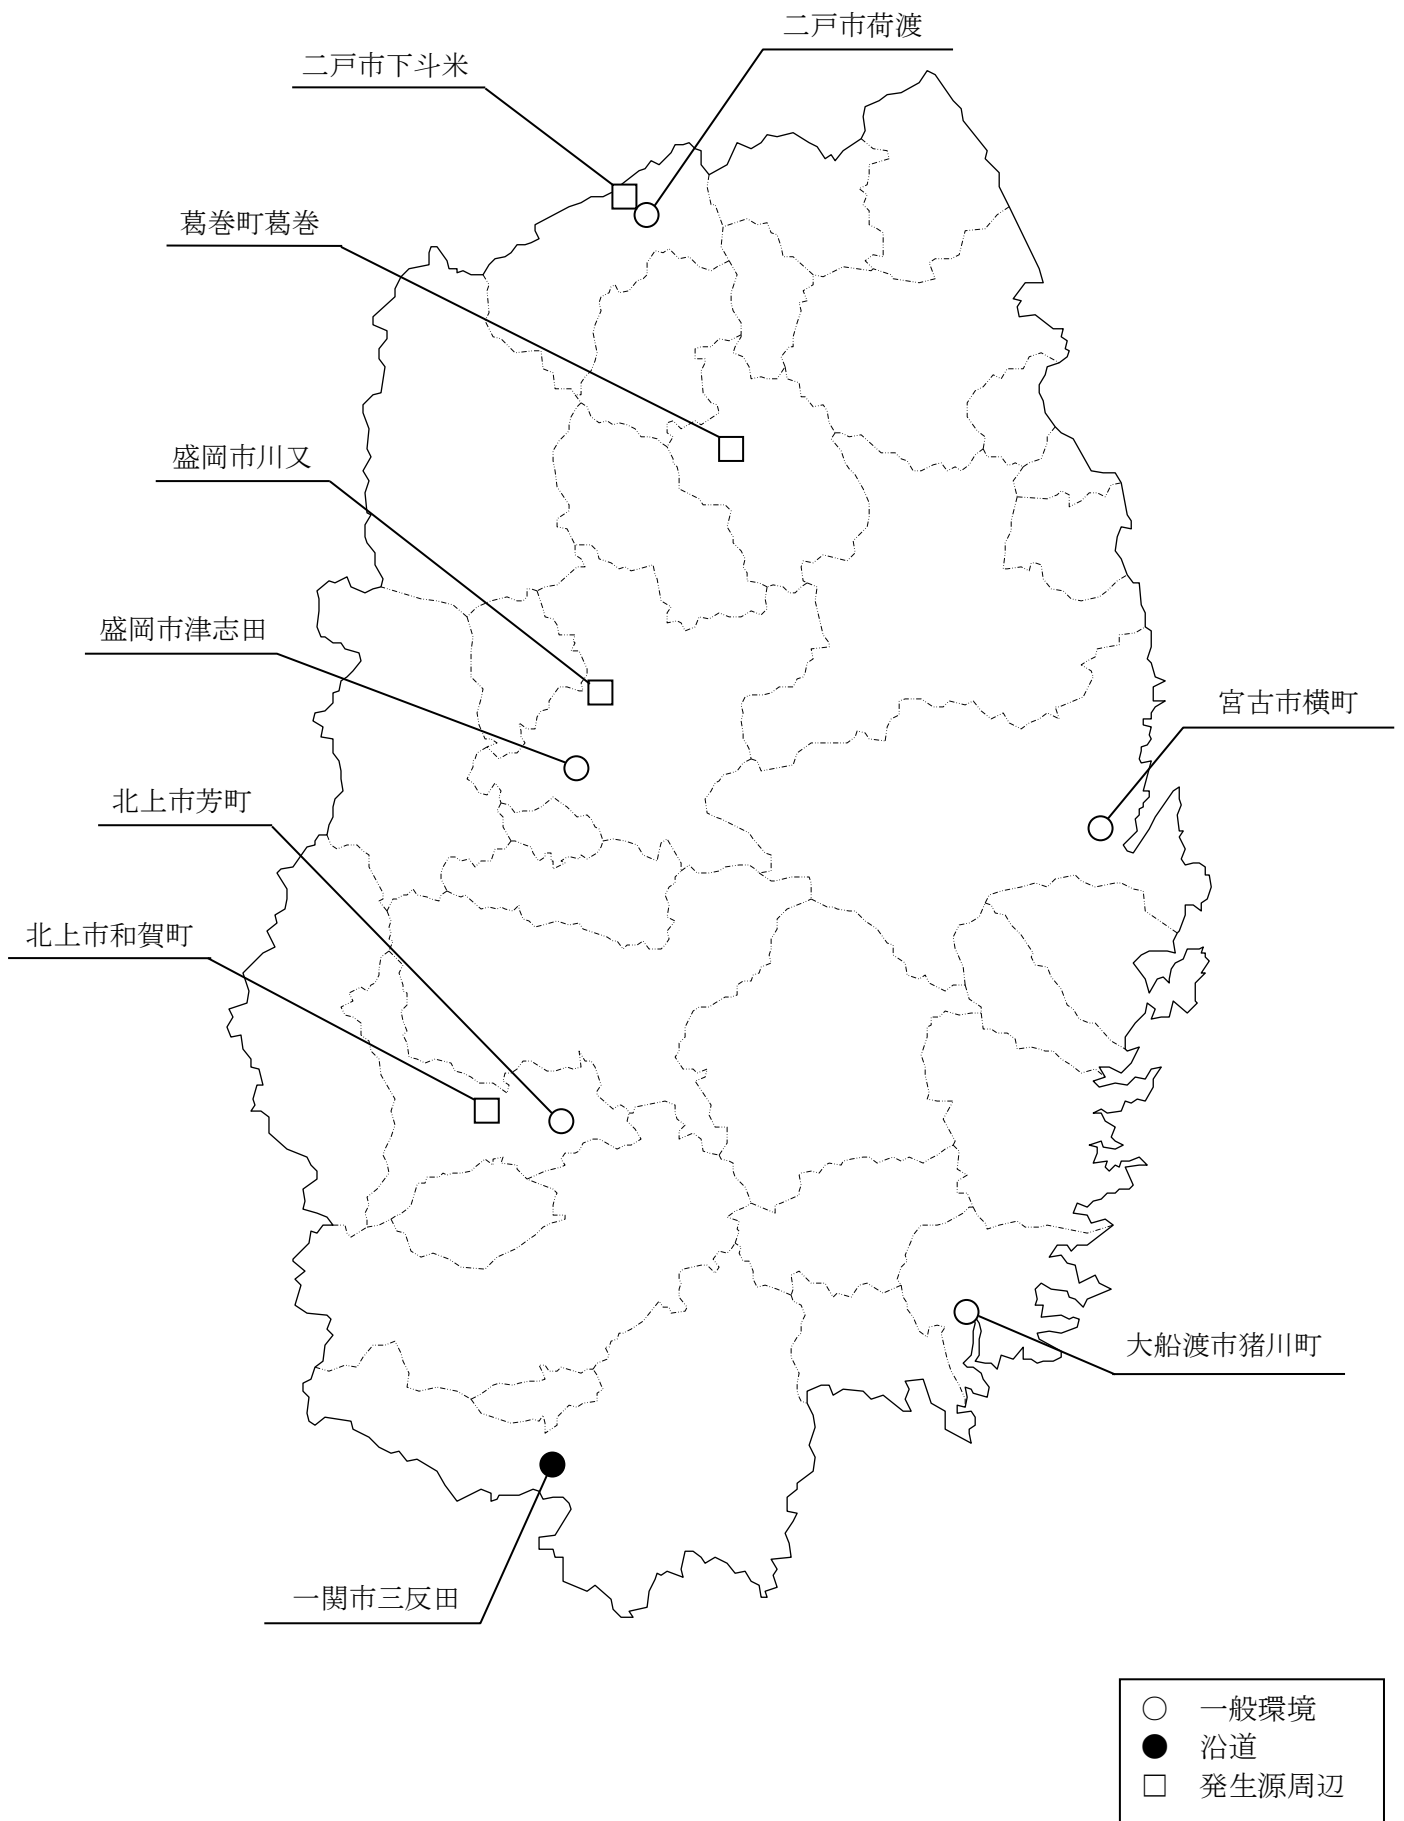 二戸市荷渡
二戸市下斗米
葛巻町葛巻
盛岡市川又
盛岡市津志田
宮古市横町
北上市芳町
北上市和賀町
大船渡市猪川町
一関市三反田
○ 一般環境
● 沿道
□ 発生源周辺